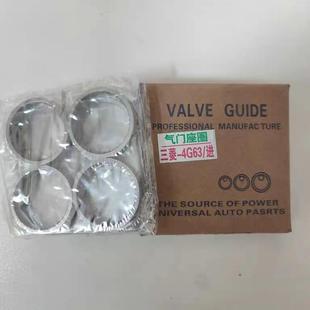 VALVE GUIDE
PROFESSIONAL MANUFACTURE
气门座圈
三菱-4G63/进
THE SOURCE OF POWER
UNIVERSAL AUTO PASRTS